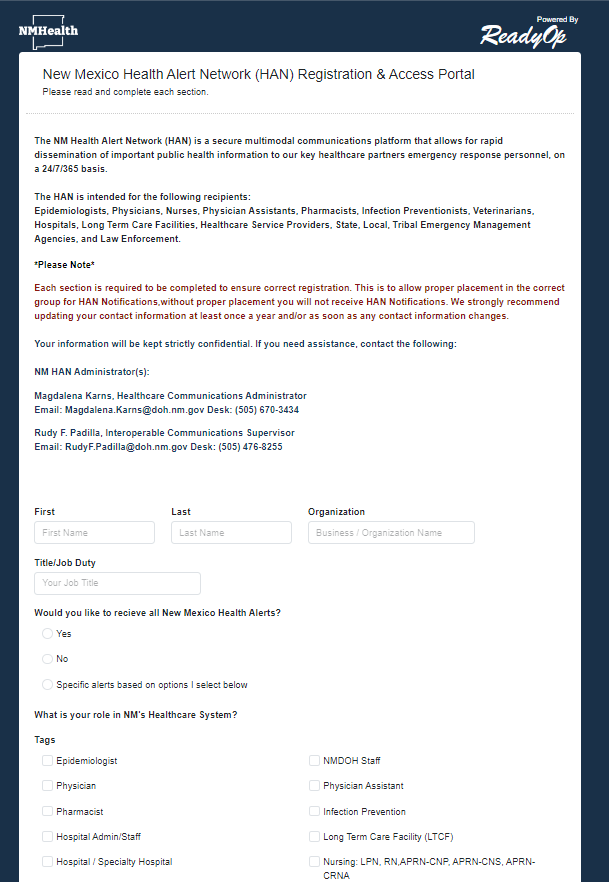 NMHealth
Powered By
ReadyOp
New Mexico Health Alert Network (HAN) Registration & Access Portal
Please read and complete each section.
The NM Health Alert Network (HAN) is a secure multimodal communications platform that allows for rapid
dissemination of important public health information to our key healthcare partners emergency response personnel, on
a 24/7/365 basis.
The HAN is intended for the following recipients:
Epidemiologists, Physicians, Nurses, Physician Assistants, Pharmacists, Infection Preventionists, Veterinarians,
Hospitals, Long Term Care Facilities, Healthcare Service Providers, State, Local, Tribal Emergency Management
Agencies, and Law Enforcement.
*Please Note*
Each section is required to be completed to ensure correct registration. This is to allow proper placement in the correct
group for HAN Notifications,without proper placement you will not receive HAN Notifications. We strongly recommend
updating your contact information at least once a year and/or as soon as any contact information changes.
Your information will be kept strictly confidential. If you need assistance, contact the following:
NM HAN Administrator(s):
Magdalena Karns, Healthcare Communications Administrator
Email: Magdalena.Karns@doh.nm.gov Desk: (505) 670-3434
Rudy F. Padilla, Interoperable Communications Supervisor
Email: RudyF.Padilla@doh.nm.gov Desk: (505) 476-8255
First Last Organization
First Name Last Name Business / Organization Name
Title/Job Duty
Your Job Title
Would you like to recieve all New Mexico Health Alerts?
Yes
No
Specific alerts based on options I select below
What is your role in NM's Healthcare System?
Tags
Epidemiologist NMDOH Staff
Physician Physician Assistant
Pharmacist Infection Prevention
Hospital Admin/Staff Long Term Care Facility (LTCF)
Hospital / Specialty Hospital Nursing: LPN, RN,APRN-CNP, APRN-CNS, APRN-
CRNA